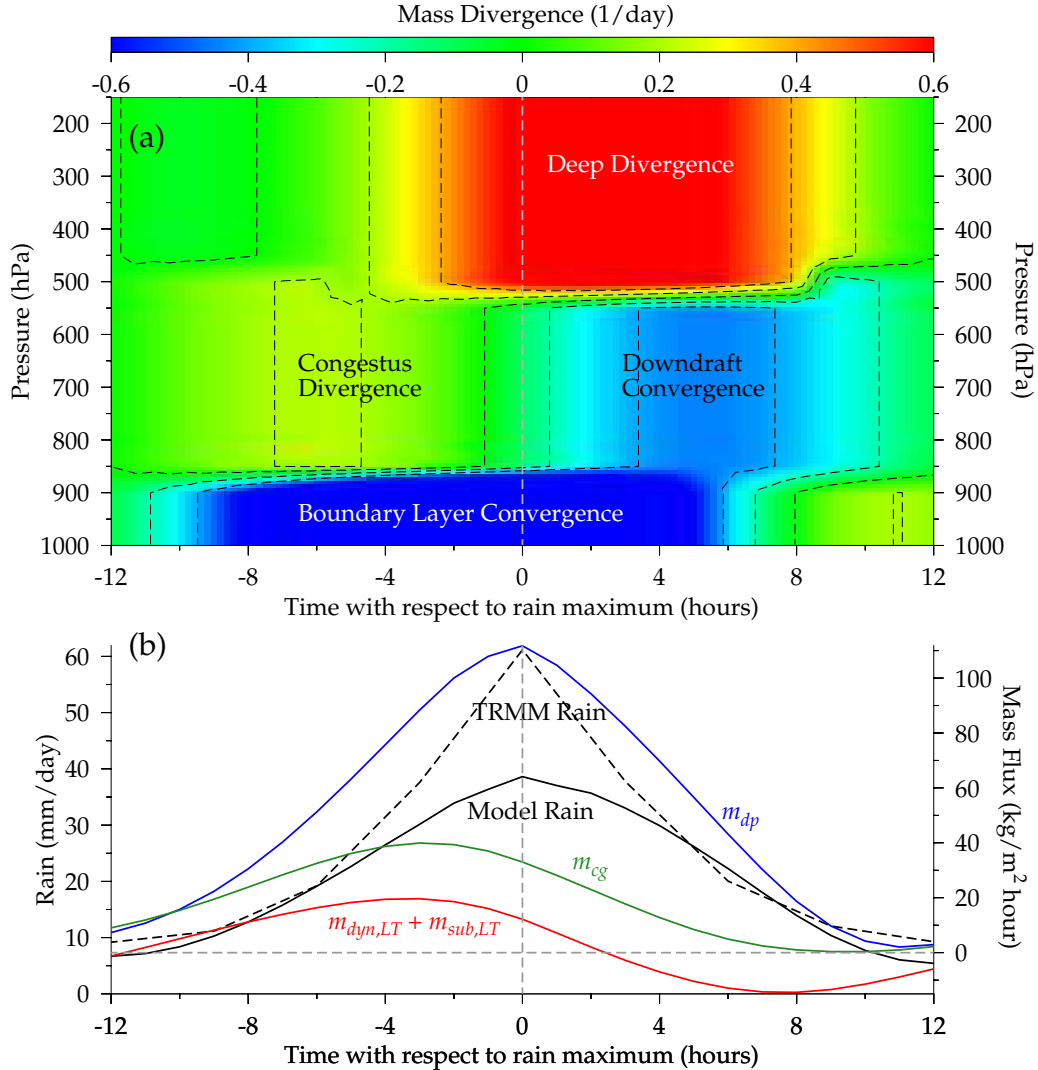 Mass Divergence (1/day)
-0.6 -0.4 -0.2 0 0.2 0.4 0.6
(a)
Deep Divergence
Congestus
Divergence
Downdraft
Convergence
Boundary Layer Convergence
Pressure (hPa)
200
300
400
500
600
700
800
900
1000
Pressure (hPa)
200
300
400
500
600
700
800
900
1000
-12 -8 -4 0 4 8 12
Time with respect to rain maximum (hours)
(b)
TRMM Rain
Model Rain
m_dp
m_cg
m_dyn,LT + m_sub,LT
Rain (mm/day)
60
50
40
30
20
10
0
Mass Flux (kg/m² hour)
100
80
60
40
20
0
-12 -8 -4 0 4 8 12
Time with respect to rain maximum (hours)